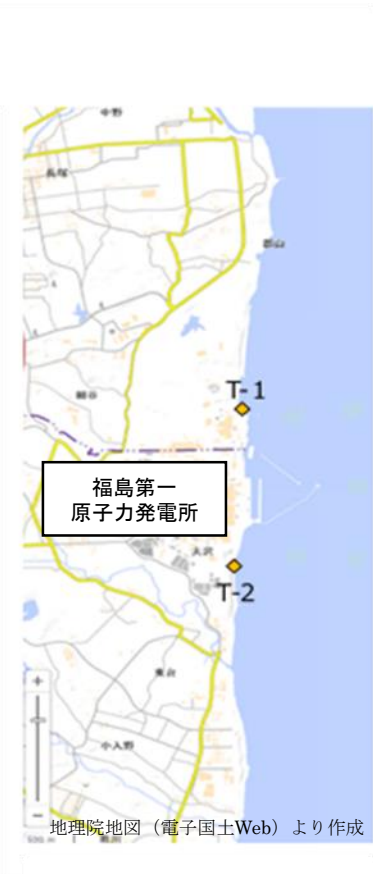 中野
長塚
郡山
細谷
T-1
福島第一
原子力発電所
大沢
T-2
東台
小入野
+
-
500 m
地理院地図（電子国土Web）より作成